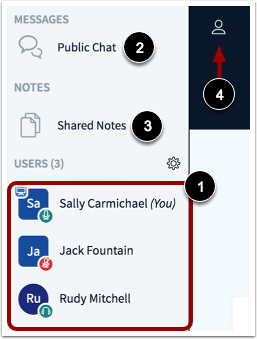 MESSAGES
Public Chat 2
NOTES
Shared Notes 3
4
USERS (3)
1
Sa Sally Carmichael (You)
Ja Jack Fountain
Ru Rudy Mitchell